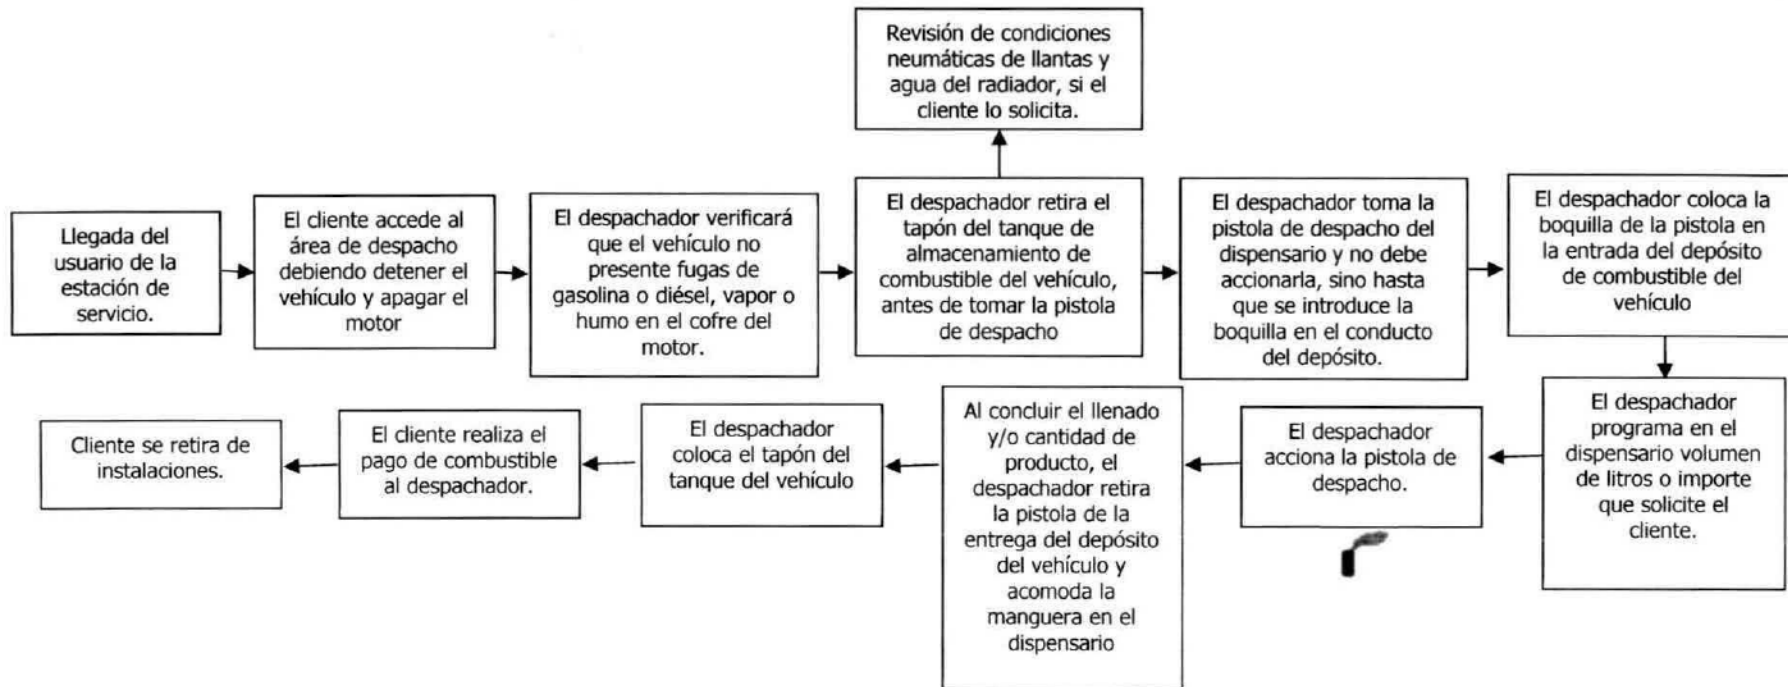 Revisión de condiciones
neumáticas de llantas y
agua del radiador, si el
cliente lo solicita.
Llegada del
usuario de la
estación de
servicio.
El cliente accede al
área de despacho
debiendo detener el
vehículo y apagar el
motor
El despachador verificará
que el vehículo no
presente fugas de
gasolina o diésel, vapor o
humo en el cofre del
motor.
El despachador retira el
tapón del tanque de
almacenamiento de
combustible del vehículo,
antes de tomar la pistola
de despacho
El despachador toma la
pistola de despacho del
dispensario y no debe
accionarla, sino hasta
que se introduce la
boquilla en el conducto
del depósito.
El despachador coloca la
boquilla de la pistola en
la entrada del depósito
de combustible del
vehículo
El despachador
programa en el
dispensario volumen
de litros o importe
que solicite el
cliente.
El despachador
acciona la pistola de
despacho.
Al concluir el llenado
y/o cantidad de
producto, el
despachador retira
la pistola de la
entrega del depósito
del vehículo y
acomoda la
manguera en el
dispensario
El despachador
coloca el tapón del
tanque del vehículo
El cliente realiza el
pago de combustible
al despachador.
Cliente se retira de
instalaciones.